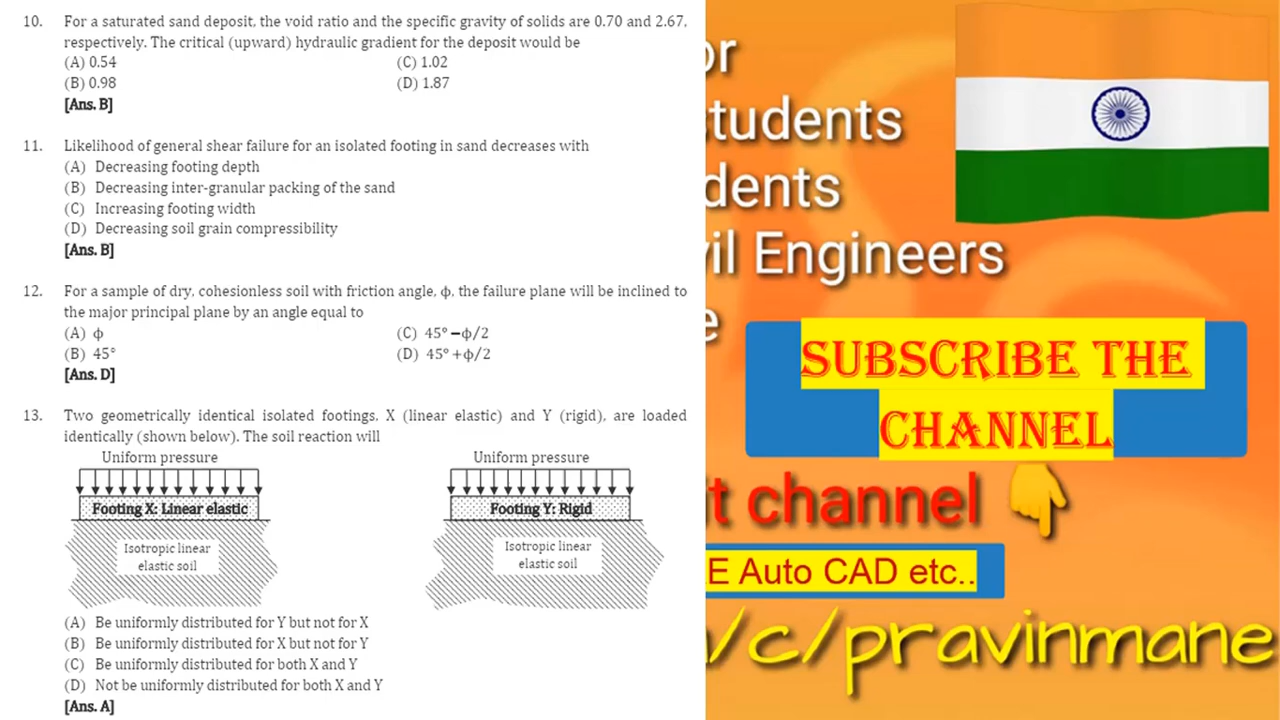 10. For a saturated sand deposit, the void ratio and the specific gravity of solids are 0.70 and 2.67,
respectively. The critical (upward) hydraulic gradient for the deposit would be
(A) 0.54 (C) 1.02
(B) 0.98 (D) 1.87
[Ans. B]
11. Likelihood of general shear failure for an isolated footing in sand decreases with
(A) Decreasing footing depth
(B) Decreasing inter-granular packing of the sand
(C) Increasing footing width
(D) Decreasing soil grain compressibility
[Ans. B]
12. For a sample of dry, cohesionless soil with friction angle, ϕ, the failure plane will be inclined to
the major principal plane by an angle equal to
(A) ϕ (C) 45° −ϕ/2
(B) 45° (D) 45° +ϕ/2
[Ans. D]
13. Two geometrically identical isolated footings, X (linear elastic) and Y (rigid), are loaded
identically (shown below). The soil reaction will
Uniform pressure Uniform pressure
Footing X: Linear elastic Footing Y: Rigid
Isotropic linear Isotropic linear
elastic soil elastic soil
(A) Be uniformly distributed for Y but not for X
(B) Be uniformly distributed for X but not for Y
(C) Be uniformly distributed for both X and Y
(D) Not be uniformly distributed for both X and Y
[Ans. A]
or
students
dents
vil Engineers
e
SUBSCRIBE THE
CHANNEL
it channel
E Auto CAD etc..
/c/pravinmane